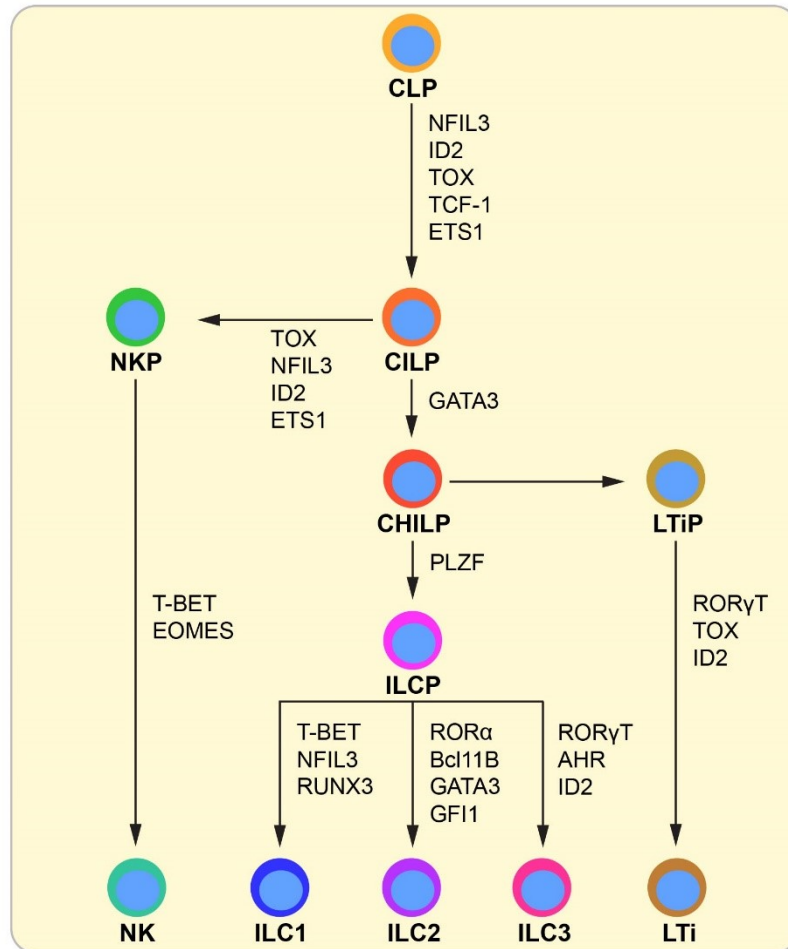 CLP
NFIL3
ID2
TOX
TCF-1
ETS1
NKP
TOX
NFIL3
ID2
ETS1
CILP
GATA3
CHILP
LTiP
PLZF
T-BET
EOMES
RORγT
TOX
ID2
ILCP
T-BET
NFIL3
RUNX3
RORα
Bcl11B
GATA3
GFI1
RORγT
AHR
ID2
NK
ILC1
ILC2
ILC3
LTi